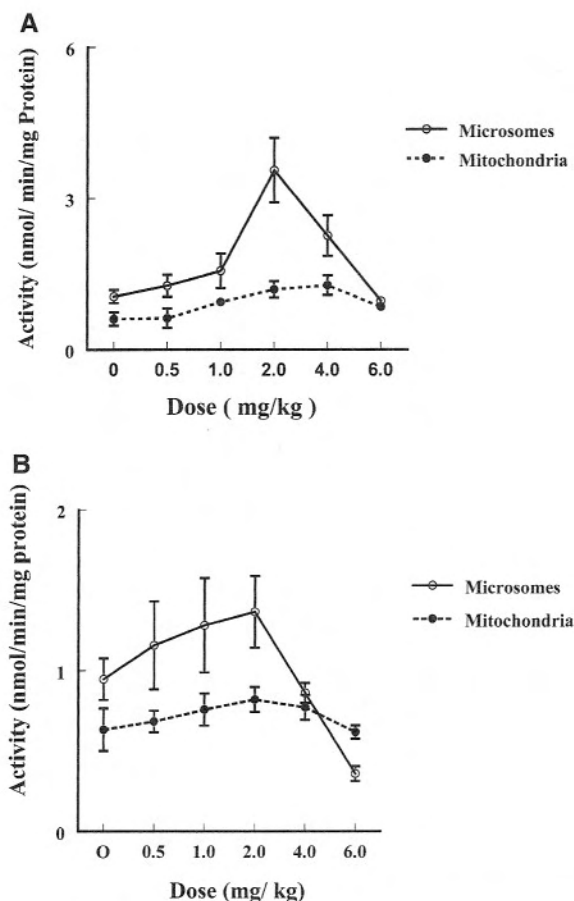 A
Activity (nmol/ min/mg Protein)
6
3
0
0 0.5 1.0 2.0 4.0 6.0
Dose ( mg/kg )
Microsomes
Mitochondria
B
Activity (nmol/min/mg protein)
2
1
0
O 0.5 1.0 2.0 4.0 6.0
Dose (mg/ kg)
Microsomes
Mitochondria